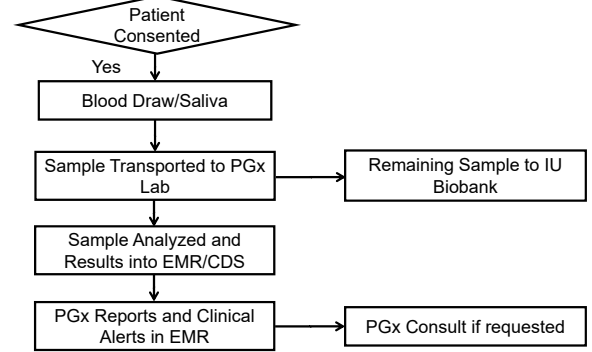 Patient
Consented
Yes
Blood Draw/Saliva
Sample Transported to PGx
Lab
Remaining Sample to IU
Biobank
Sample Analyzed and
Results into EMR/CDS
PGx Reports and Clinical
Alerts in EMR
PGx Consult if requested